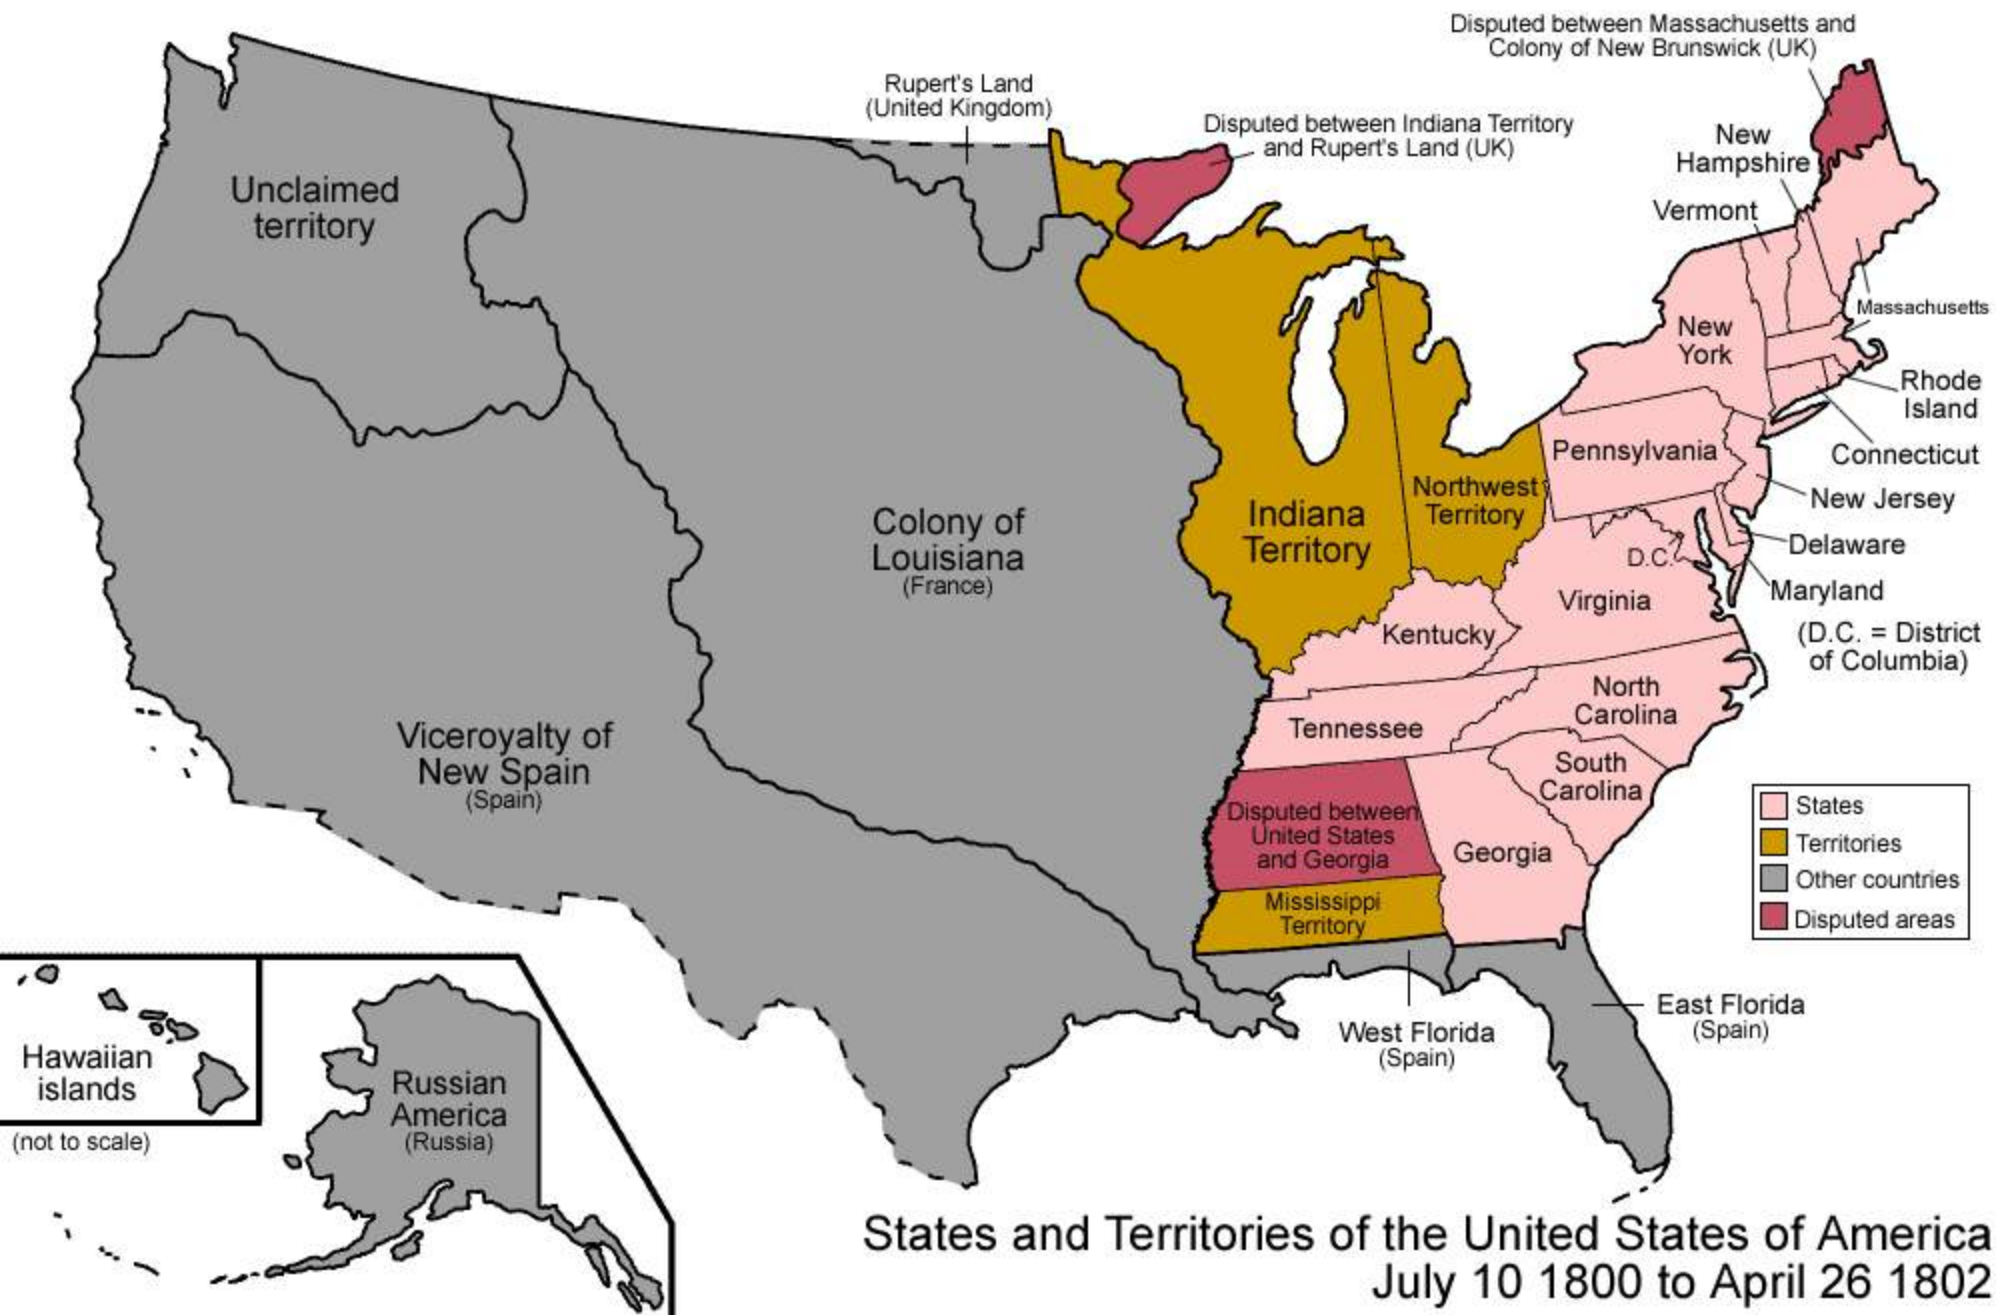 Disputed between Massachusetts and
Colony of New Brunswick (UK)
Rupert's Land
(United Kingdom)
Disputed between Indiana Territory
and Rupert's Land (UK)
New
Hampshire
Vermont
Unclaimed
territory
Massachusetts
New
York
Rhode
Island
Connecticut
Pennsylvania
New Jersey
Northwest
Territory
Indiana
Territory
Colony of
Louisiana
(France)
Delaware
D.C.
Maryland
Virginia
(D.C. = District
of Columbia)
Kentucky
North
Carolina
Tennessee
South
Carolina
Viceroyalty of
New Spain
(Spain)
Disputed between
United States
and Georgia
Georgia
States
Territories
Other countries
Disputed areas
Mississippi
Territory
East Florida
(Spain)
West Florida
(Spain)
Hawaiian
islands
(not to scale)
Russian
America
(Russia)
States and Territories of the United States of America
July 10 1800 to April 26 1802